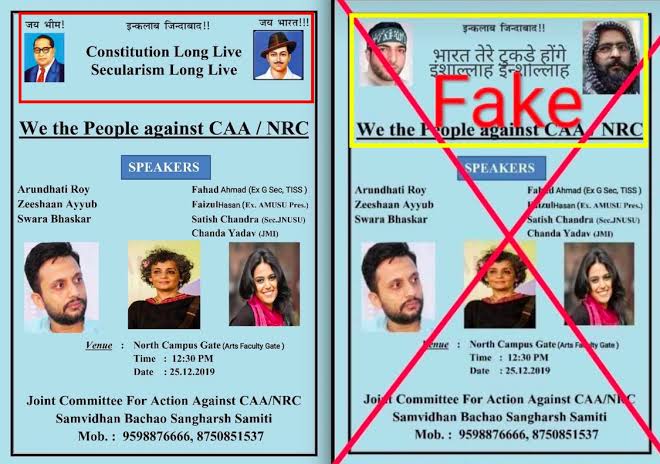 जय भीम! इन्कलाब जिन्दाबाद!! जय भारत!!!
Constitution Long Live
Secularism Long Live
We the People against CAA / NRC
SPEAKERS
Arundhati Roy
Zeeshaan Ayyub
Swara Bhaskar
Fahad Ahmad (Ex G Sec, TISS )
FaizulHasan (Ex. AMUSU Pres.)
Satish Chandra (Sec.JNUSU)
Chanda Yadav (JMI)
Venue : North Campus Gate (Arts Faculty Gate )
Time : 12:30 PM
Date : 25.12.2019
Joint Committee For Action Against CAA/NRC
Samvidhan Bachao Sangharsh Samiti
Mob. : 9598876666, 8750851537
इन्कलाब जिन्दाबाद!!
भारत तेरे टुकडे होंगे
इंशाल्लाह इन्शाल्लाह
Fake
We the People against CAA / NRC
SPEAKERS
Arundhati Roy
Zeeshaan Ayyub
Swara Bhaskar
Fahad Ahmad (Ex G Sec, TISS )
FaizulHasan (Ex. AMUSU Pres.)
Satish Chandra (Sec.JNUSU)
Chanda Yadav (JMI)
Venue : North Campus Gate (Arts Faculty Gate )
Time : 12:30 PM
Date : 25.12.2019
Joint Committee For Action Against CAA/NRC
Samvidhan Bachao Sangharsh Samiti
Mob. : 9598876666, 8750851537